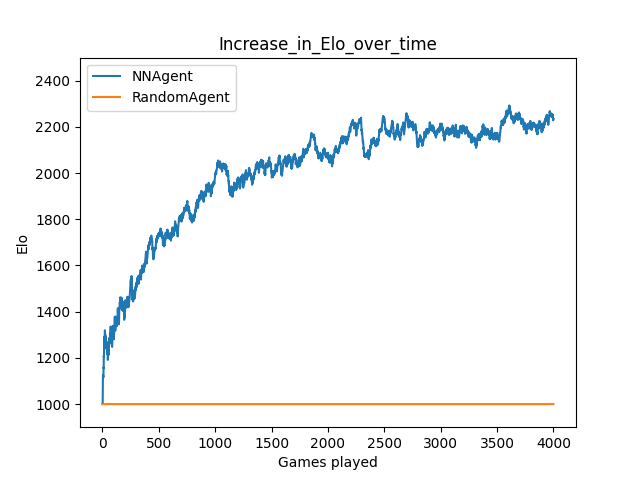 Increase_in_Elo_over_time
NNAgent
RandomAgent
2400
2200
2000
1800
1600
1400
1200
1000
Elo
0 500 1000 1500 2000 2500 3000 3500 4000
Games played